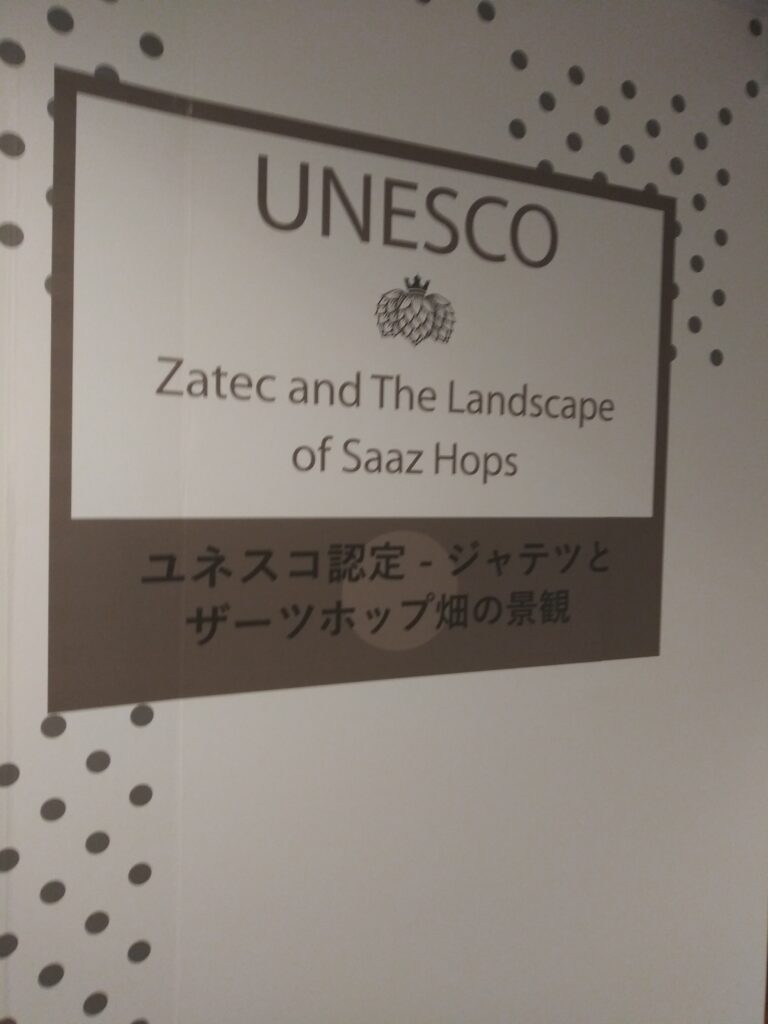 UNESCO
Zatec and The Landscape
of Saaz Hops
ユネスコ認定 - ジャテツと
ザーツホップ畑の景観